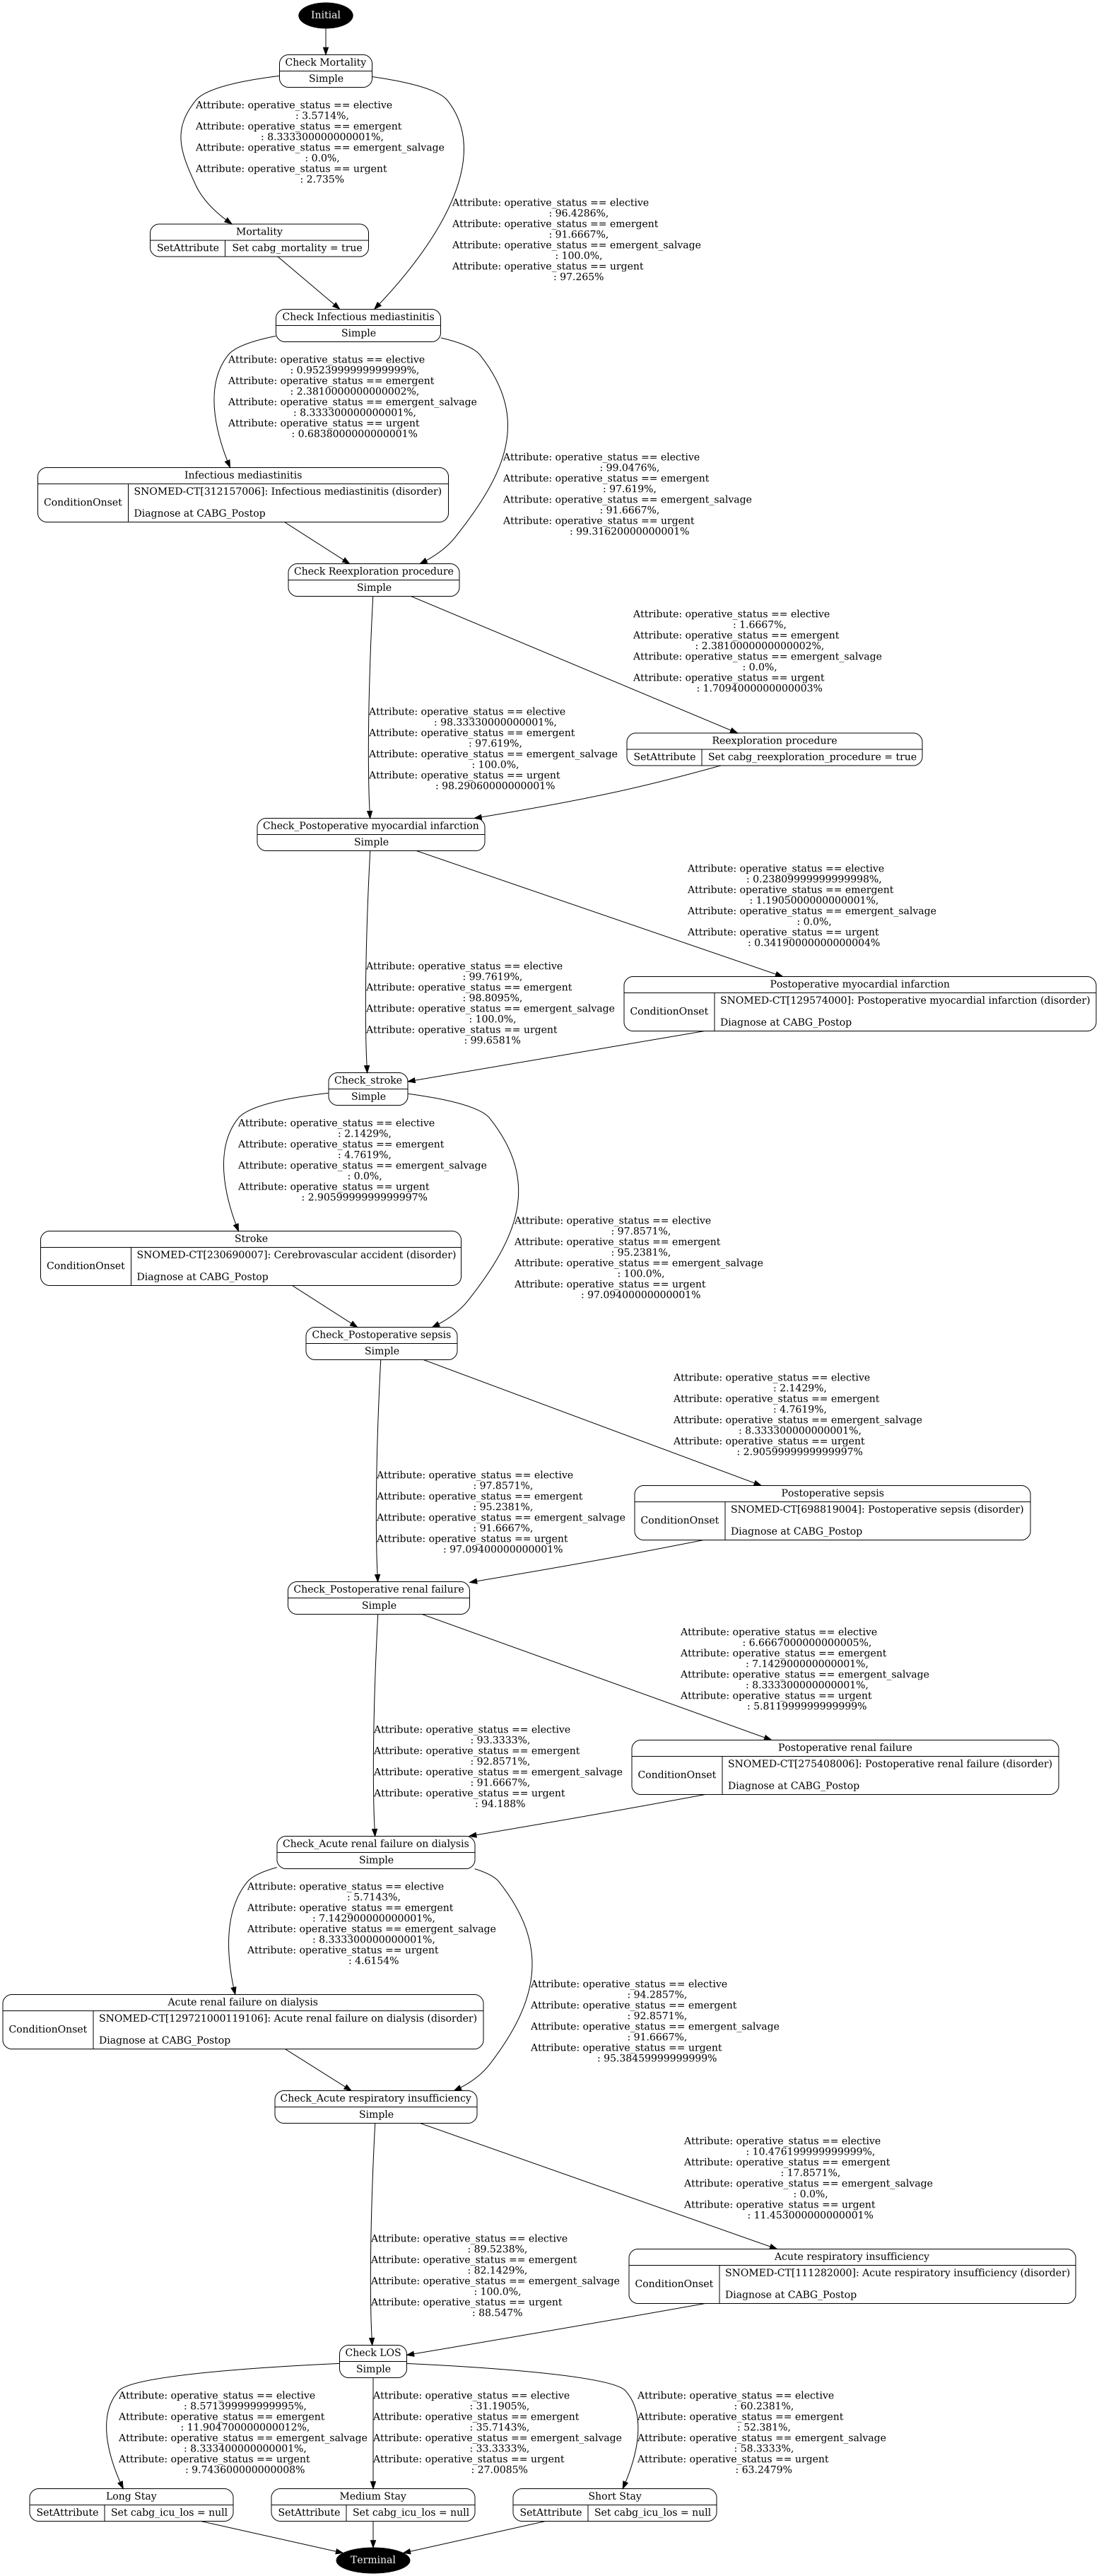 Initial
Check Mortality
Simple
Attribute: operative_status == elective
: 3.5714%,
Attribute: operative_status == emergent
: 8.333300000000001%,
Attribute: operative_status == emergent_salvage
: 0.0%,
Attribute: operative_status == urgent
: 2.735%
Attribute: operative_status == elective
: 96.4286%,
Attribute: operative_status == emergent
: 91.6667%,
Attribute: operative_status == emergent_salvage
: 100.0%,
Attribute: operative_status == urgent
: 97.265%
Mortality
SetAttribute
Set cabg_mortality = true
Check Infectious mediastinitis
Simple
Attribute: operative_status == elective
: 0.9523999999999999%,
Attribute: operative_status == emergent
: 2.3810000000000002%,
Attribute: operative_status == emergent_salvage
: 8.333300000000001%,
Attribute: operative_status == urgent
: 0.6838000000000001%
Attribute: operative_status == elective
: 99.0476%,
Attribute: operative_status == emergent
: 97.619%,
Attribute: operative_status == emergent_salvage
: 91.6667%,
Attribute: operative_status == urgent
: 99.31620000000001%
Infectious mediastinitis
ConditionOnset
SNOMED-CT[312157006]: Infectious mediastinitis (disorder)
Diagnose at CABG_Postop
Check Reexploration procedure
Simple
Attribute: operative_status == elective
: 1.6667%,
Attribute: operative_status == emergent
: 2.3810000000000002%,
Attribute: operative_status == emergent_salvage
: 0.0%,
Attribute: operative_status == urgent
: 1.7094000000000003%
Attribute: operative_status == elective
: 98.33330000000001%,
Attribute: operative_status == emergent
: 97.619%,
Attribute: operative_status == emergent_salvage
: 100.0%,
Attribute: operative_status == urgent
: 98.29060000000001%
Reexploration procedure
SetAttribute
Set cabg_reexploration_procedure = true
Check_Postoperative myocardial infarction
Simple
Attribute: operative_status == elective
: 0.23809999999999998%,
Attribute: operative_status == emergent
: 1.1905000000000001%,
Attribute: operative_status == emergent_salvage
: 0.0%,
Attribute: operative_status == urgent
: 0.34190000000000004%
Attribute: operative_status == elective
: 99.7619%,
Attribute: operative_status == emergent
: 98.8095%,
Attribute: operative_status == emergent_salvage
: 100.0%,
Attribute: operative_status == urgent
: 99.6581%
Postoperative myocardial infarction
ConditionOnset
SNOMED-CT[129574000]: Postoperative myocardial infarction (disorder)
Diagnose at CABG_Postop
Check_stroke
Simple
Attribute: operative_status == elective
: 2.1429%,
Attribute: operative_status == emergent
: 4.7619%,
Attribute: operative_status == emergent_salvage
: 0.0%,
Attribute: operative_status == urgent
: 2.9059999999999997%
Attribute: operative_status == elective
: 97.8571%,
Attribute: operative_status == emergent
: 95.2381%,
Attribute: operative_status == emergent_salvage
: 100.0%,
Attribute: operative_status == urgent
: 97.09400000000001%
Stroke
ConditionOnset
SNOMED-CT[230690007]: Cerebrovascular accident (disorder)
Diagnose at CABG_Postop
Check_Postoperative sepsis
Simple
Attribute: operative_status == elective
: 2.1429%,
Attribute: operative_status == emergent
: 4.7619%,
Attribute: operative_status == emergent_salvage
: 8.333300000000001%,
Attribute: operative_status == urgent
: 2.9059999999999997%
Attribute: operative_status == elective
: 97.8571%,
Attribute: operative_status == emergent
: 95.2381%,
Attribute: operative_status == emergent_salvage
: 91.6667%,
Attribute: operative_status == urgent
: 97.09400000000001%
Postoperative sepsis
ConditionOnset
SNOMED-CT[698819004]: Postoperative sepsis (disorder)
Diagnose at CABG_Postop
Check_Postoperative renal failure
Simple
Attribute: operative_status == elective
: 6.6667000000000005%,
Attribute: operative_status == emergent
: 7.142900000000001%,
Attribute: operative_status == emergent_salvage
: 8.333300000000001%,
Attribute: operative_status == urgent
: 5.811999999999999%
Attribute: operative_status == elective
: 93.3333%,
Attribute: operative_status == emergent
: 92.8571%,
Attribute: operative_status == emergent_salvage
: 91.6667%,
Attribute: operative_status == urgent
: 94.188%
Postoperative renal failure
ConditionOnset
SNOMED-CT[275408006]: Postoperative renal failure (disorder)
Diagnose at CABG_Postop
Check_Acute renal failure on dialysis
Simple
Attribute: operative_status == elective
: 5.7143%,
Attribute: operative_status == emergent
: 7.142900000000001%,
Attribute: operative_status == emergent_salvage
: 8.333300000000001%,
Attribute: operative_status == urgent
: 4.6154%
Attribute: operative_status == elective
: 94.2857%,
Attribute: operative_status == emergent
: 92.8571%,
Attribute: operative_status == emergent_salvage
: 91.6667%,
Attribute: operative_status == urgent
: 95.38459999999999%
Acute renal failure on dialysis
ConditionOnset
SNOMED-CT[129721000119106]: Acute renal failure on dialysis (disorder)
Diagnose at CABG_Postop
Check_Acute respiratory insufficiency
Simple
Attribute: operative_status == elective
: 10.476199999999999%,
Attribute: operative_status == emergent
: 17.8571%,
Attribute: operative_status == emergent_salvage
: 0.0%,
Attribute: operative_status == urgent
: 11.453000000000001%
Attribute: operative_status == elective
: 89.5238%,
Attribute: operative_status == emergent
: 82.1429%,
Attribute: operative_status == emergent_salvage
: 100.0%,
Attribute: operative_status == urgent
: 88.547%
Acute respiratory insufficiency
ConditionOnset
SNOMED-CT[111282000]: Acute respiratory insufficiency (disorder)
Diagnose at CABG_Postop
Check LOS
Simple
Attribute: operative_status == elective
: 8.571399999999995%,
Attribute: operative_status == emergent
: 11.904700000000012%,
Attribute: operative_status == emergent_salvage
: 8.333400000000001%,
Attribute: operative_status == urgent
: 9.743600000000008%
Attribute: operative_status == elective
: 31.1905%,
Attribute: operative_status == emergent
: 35.7143%,
Attribute: operative_status == emergent_salvage
: 33.3333%,
Attribute: operative_status == urgent
: 27.0085%
Attribute: operative_status == elective
: 60.2381%,
Attribute: operative_status == emergent
: 52.381%,
Attribute: operative_status == emergent_salvage
: 58.3333%,
Attribute: operative_status == urgent
: 63.2479%
Long Stay
SetAttribute
Set cabg_icu_los = null
Medium Stay
SetAttribute
Set cabg_icu_los = null
Short Stay
SetAttribute
Set cabg_icu_los = null
Terminal